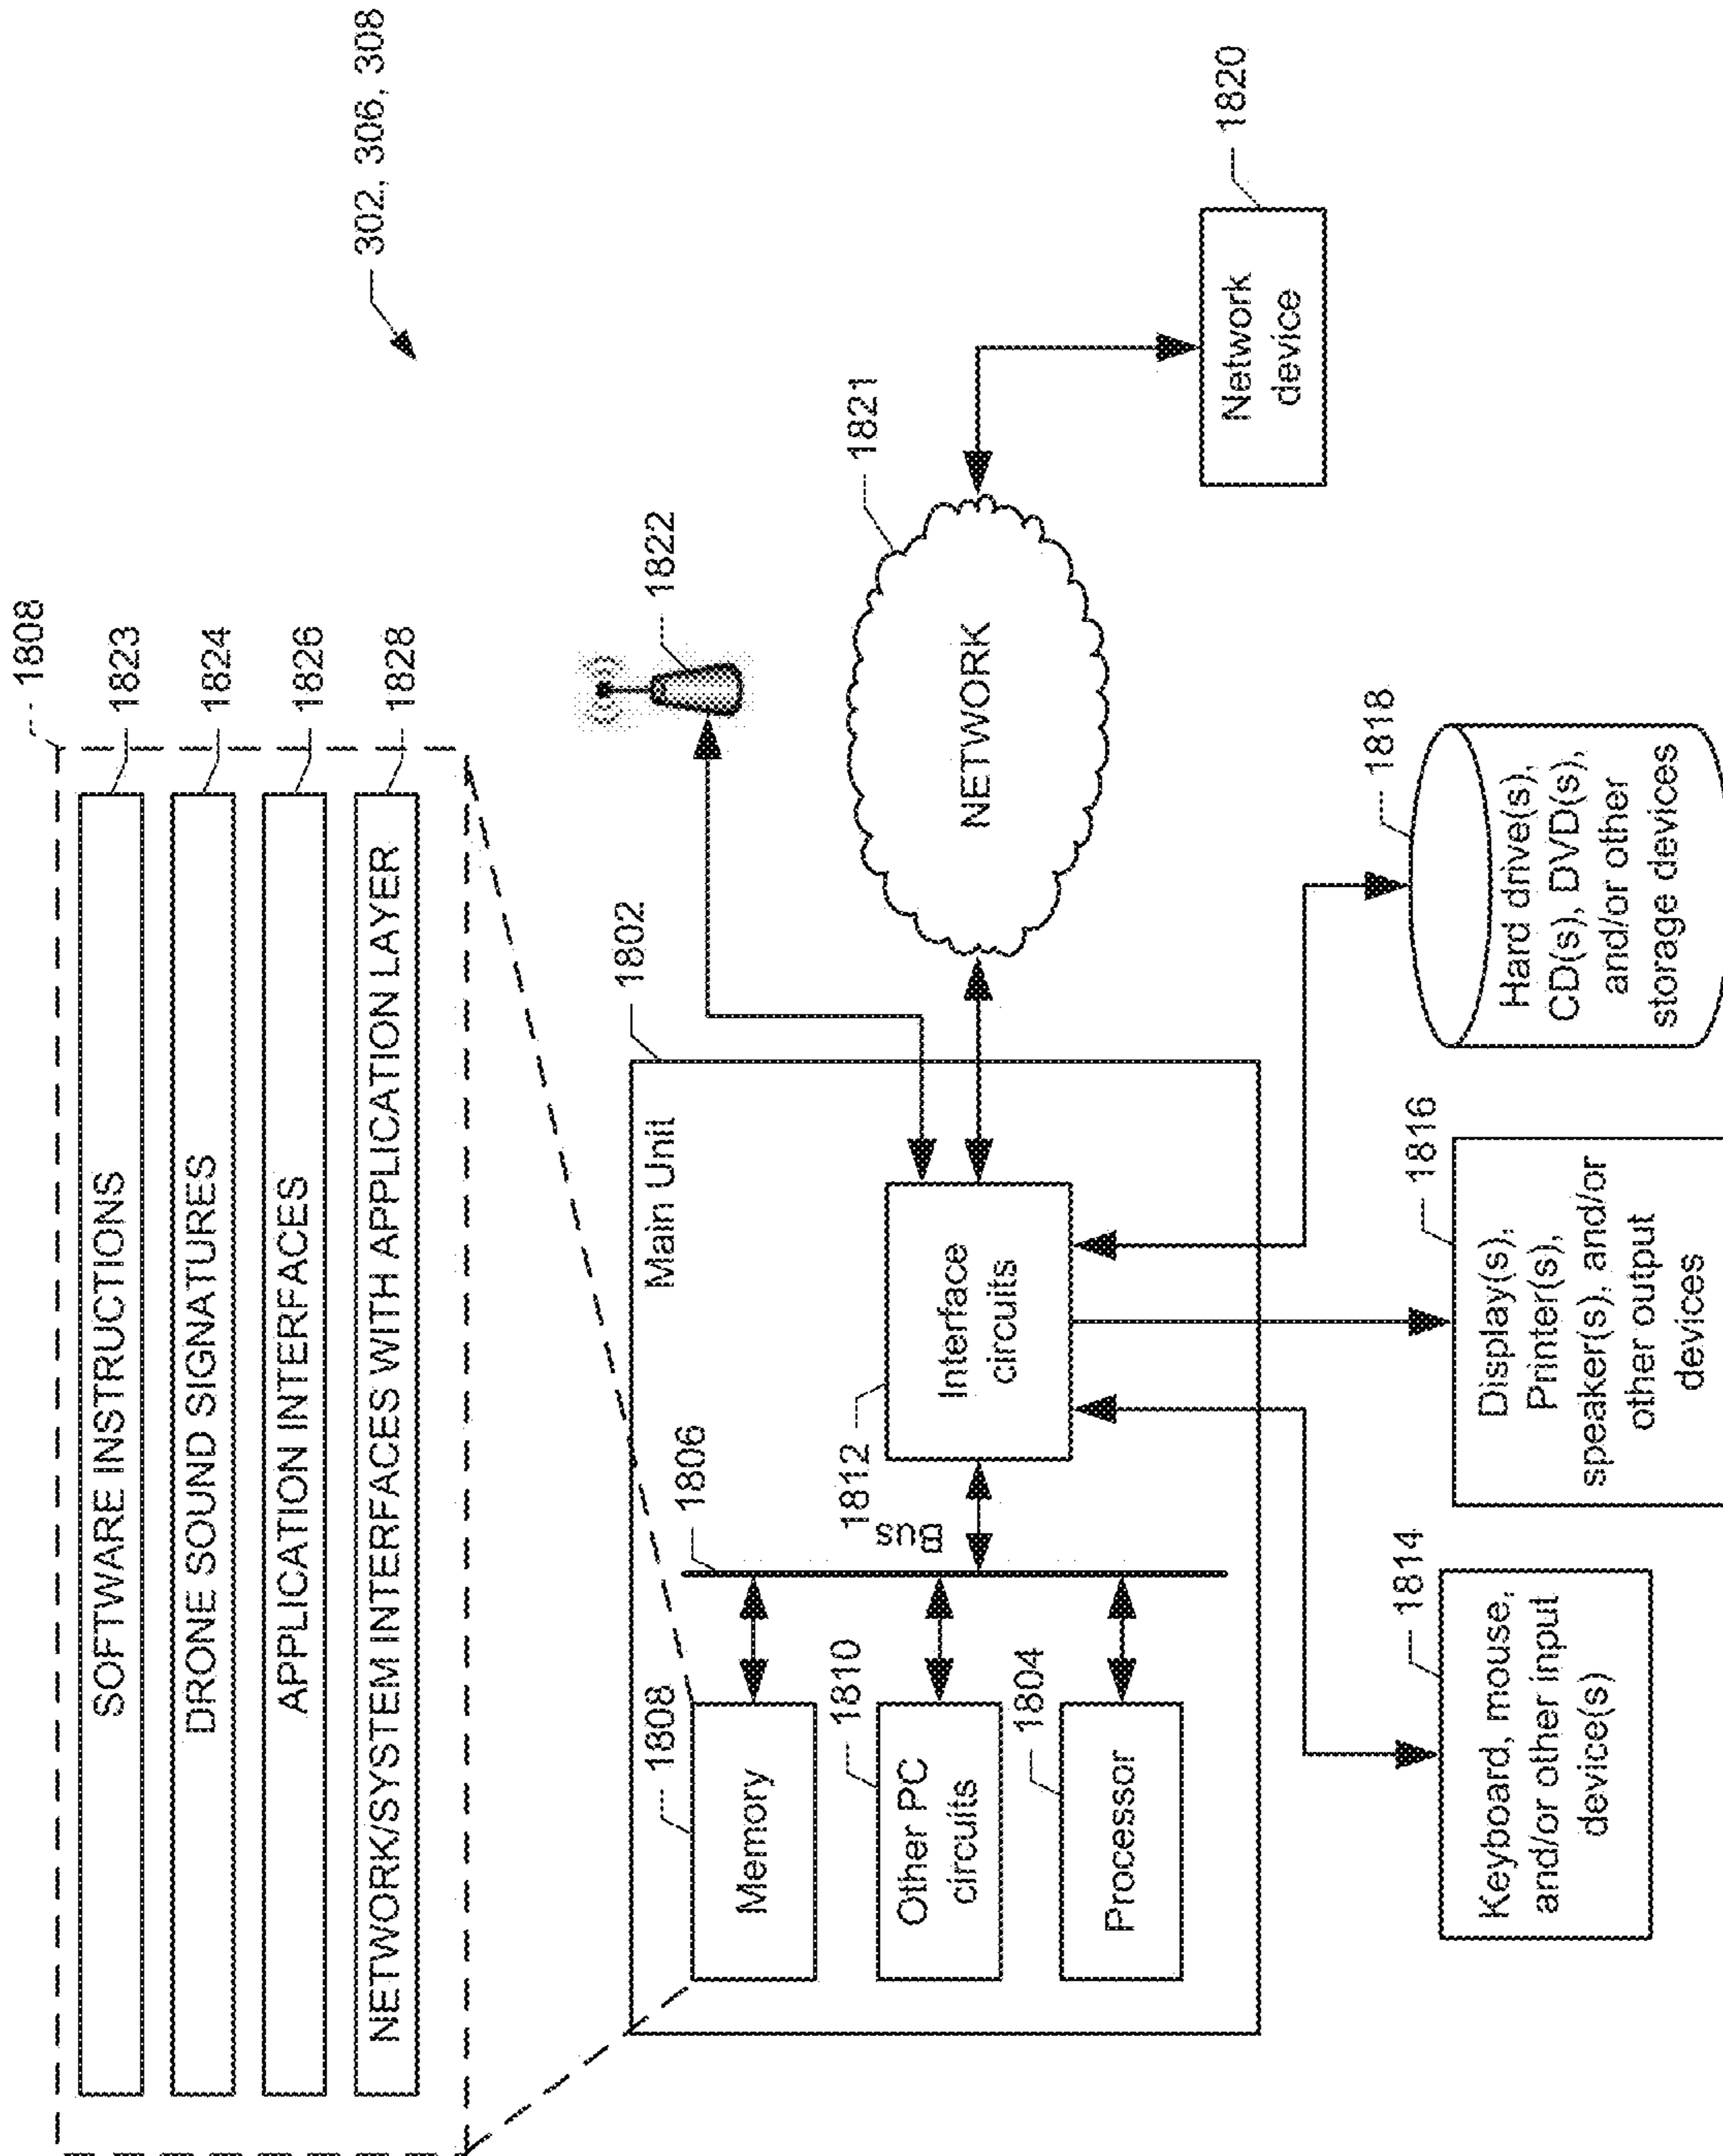 1808
SOFTWARE INSTRUCTIONS
1823
DRONE SOUND SIGNATURES
1824
APPLICATION INTERFACES
1826
NETWORK/SYSTEM INTERFACES WITH APPLICATION LAYER
1828
302, 306, 308
1802
Main Unit
1808
Memory
1810
Other PC
circuits
1804
Processor
1806
Bus
1812
Interface
circuits
1822
1821
NETWORK
1820
Network
device
1814
Keyboard, mouse,
and/or other input
device(s)
1816
Display(s),
Printer(s),
speaker(s), and/or
other output
devices
1818
Hard drive(s),
CD(s), DVD(s),
and/or other
storage devices